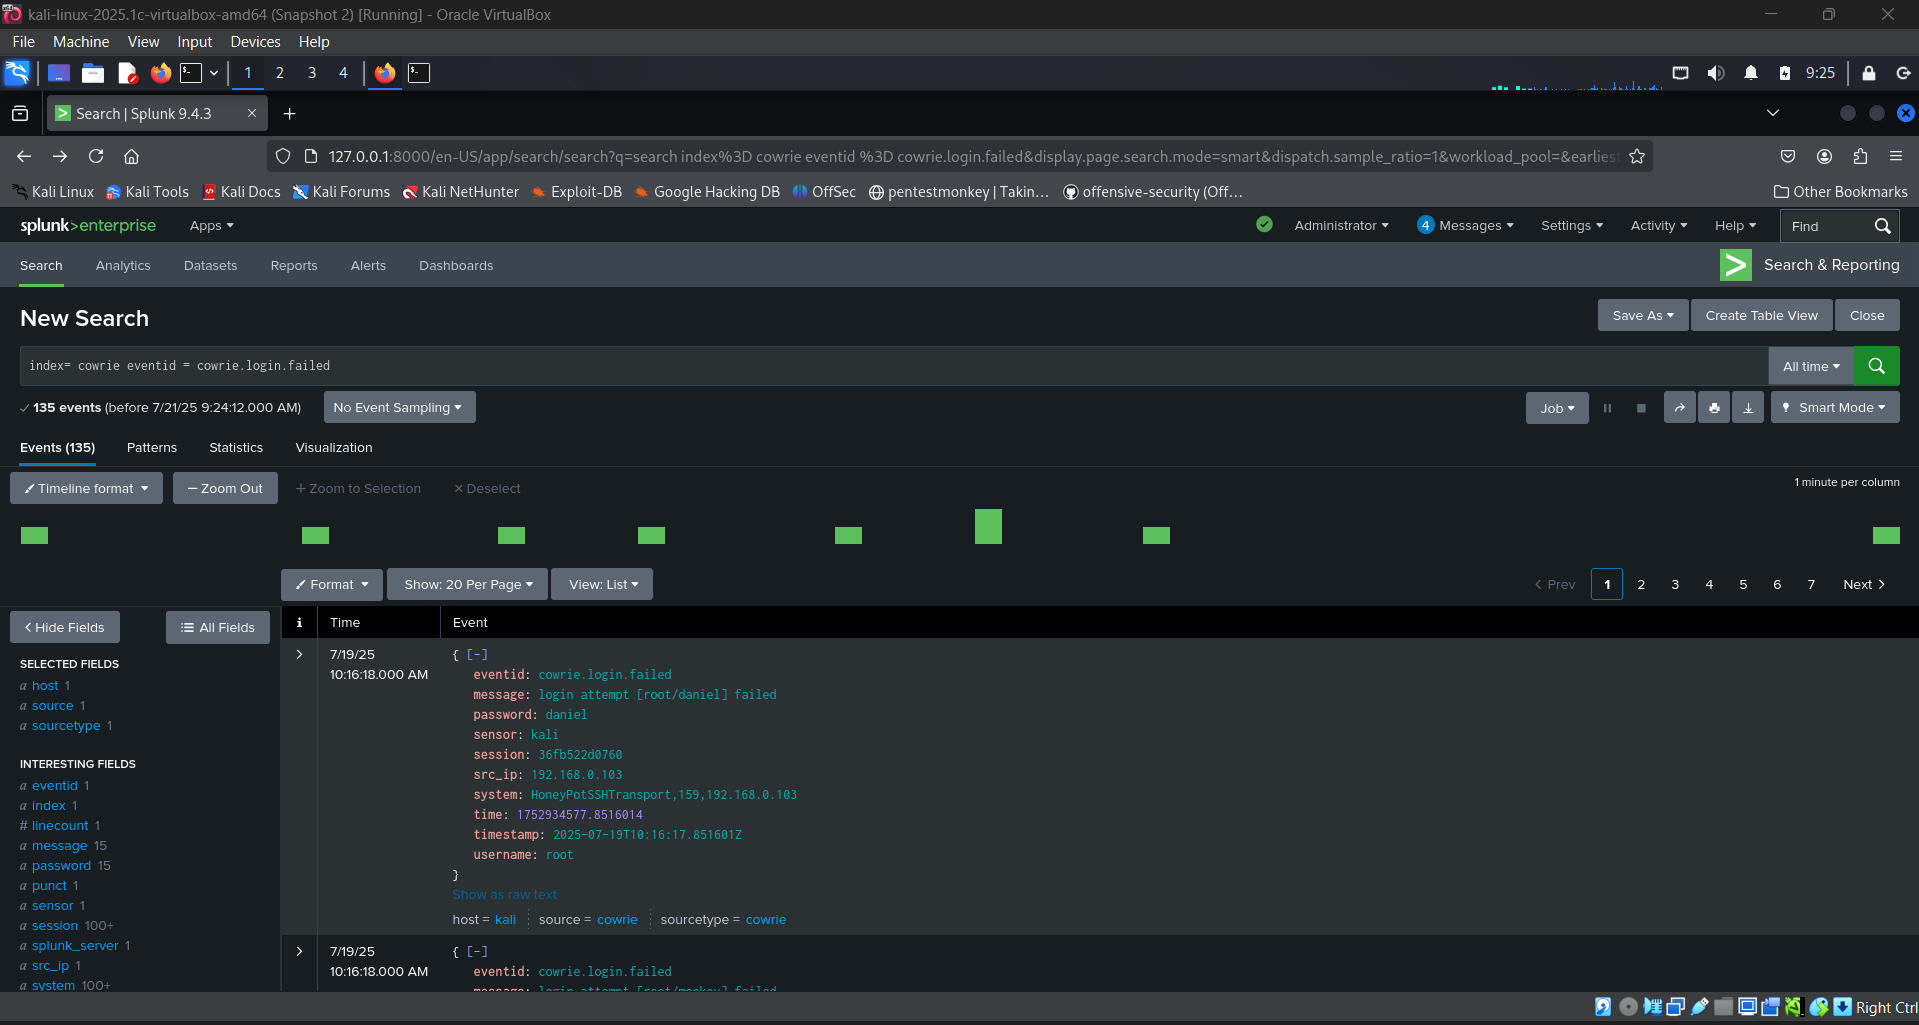 kali-linux-2025.1c-virtualbox-amd64 (Snapshot 2) [Running] - Oracle VirtualBox
File Machine View Input Devices Help
1 2 3 4 9:25
Search | Splunk 9.4.3
127.0.0.1:8000/en-US/app/search/search?q=search index%3D cowrie eventid %3D cowrie.login.failed&display.page.search.mode=smart&dispatch.sample_ratio=1&workload_pool=&earlies
Kali Linux Kali Tools Kali Docs Kali Forums Kali NetHunter Exploit-DB Google Hacking DB OffSec pentestmonkey | Takin... offensive-security (Off... Other Bookmarks
splunk>enterprise Apps Administrator 4 Messages Settings Activity Help Find
Search Analytics Datasets Reports Alerts Dashboards Search & Reporting
New Search Save As Create Table View Close
index= cowrie eventid = cowrie.login.failed All time
135 events (before 7/21/25 9:24:12.000 AM) No Event Sampling Job Smart Mode
Events (135) Patterns Statistics Visualization
Timeline format Zoom Out + Zoom to Selection × Deselect 1 minute per column
Format Show: 20 Per Page View: List < Prev 1 2 3 4 5 6 7 Next >
< Hide Fields All Fields i Time Event
SELECTED FIELDS
a host 1
a source 1
a sourcetype 1
INTERESTING FIELDS
a eventid 1
a index 1
# linecount 1
a message 15
a password 15
a punct 1
a sensor 1
a session 100+
a splunk_server 1
a src_ip 1
a system 100+
> 7/19/25 { [-]
10:16:18.000 AM
eventid: cowrie.login.failed
message: login attempt [root/daniel] failed
password: daniel
sensor: kali
session: 36fb522d0760
src_ip: 192.168.0.103
system: HoneyPotSSHTransport,159,192.168.0.103
time: 1752934577.8516014
timestamp: 2025-07-19T10:16:17.851601Z
username: root
}
Show as raw text
host = kali source = cowrie sourcetype = cowrie
> 7/19/25 { [-]
10:16:18.000 AM
eventid: cowrie.login.failed
message: login attempt [root/monkey] failed
Right Ctrl